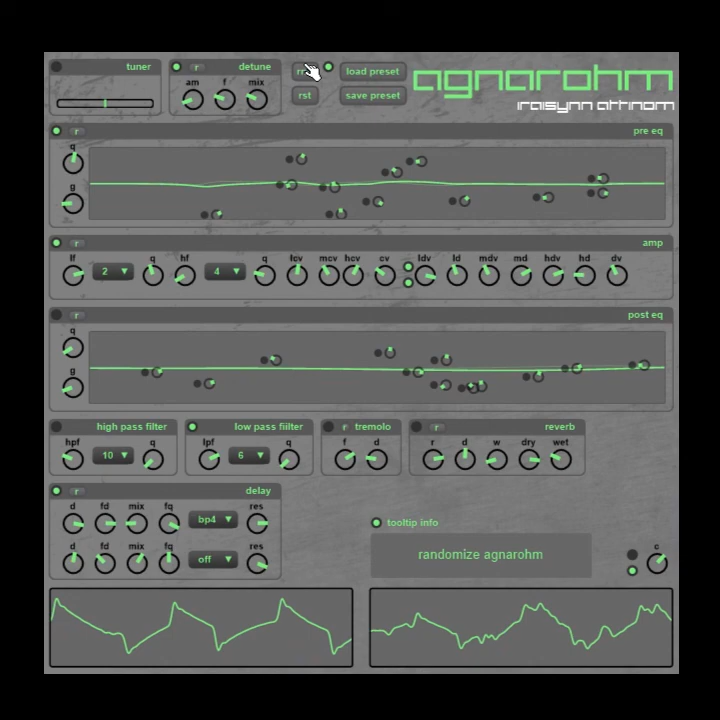 tuner
r detune
load preset
agnarohm
am f mix
rst save preset
iraisynn attinom
r pre eq
q
g
r amp
lf 2 q hf 4 q lcv mcv hcv cv ldv ld mdv md hdv hd dv
r post eq
q
g
high pass filter low pass fiilter r tremolo r reverb
hpf 10 q lpf 6 q f d r d w dry wet
r delay
d fd mix fq bp4 res
tooltip info
d fd mix fq off res
randomize agnarohm
c